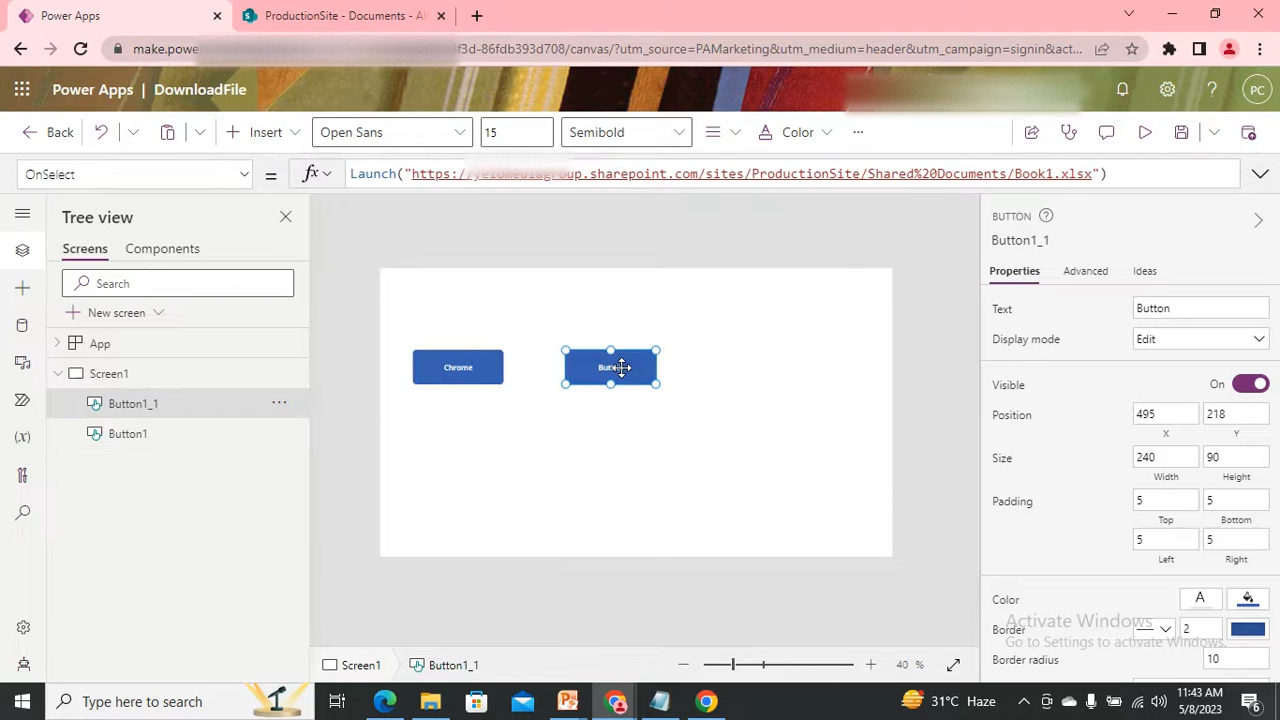 Power Apps
ProductionSite - Documents - Al
make.powe
f3d-86fdb393d708/canvas/?utm_source=PAMarketing&utm_medium=header&utm_campaign=signin&act...
Power Apps | DownloadFile
PC
Back
Insert
Open Sans
15
Semibold
Color
OnSelect
=
fx
Launch("https://yelomediagroup.sharepoint.com/sites/ProductionSite/Shared%20Documents/Book1.xlsx")
Tree view
Screens
Components
Search
New screen
App
Screen1
Button1_1
Button1
Chrome
BUTTON
Button1_1
Properties
Advanced
Ideas
Text
Button
Display mode
Edit
Visible
On
Position
495
218
X
Y
Size
240
90
Width
Height
Padding
5
5
Top
Bottom
5
5
Left
Right
Color
A
Border
2
Border radius
10
Activate Windows
Go to Settings to activate Windows.
Screen1
Button1_1
40 %
Type here to search
31°C Haze
11:43 AM
5/8/2023
6